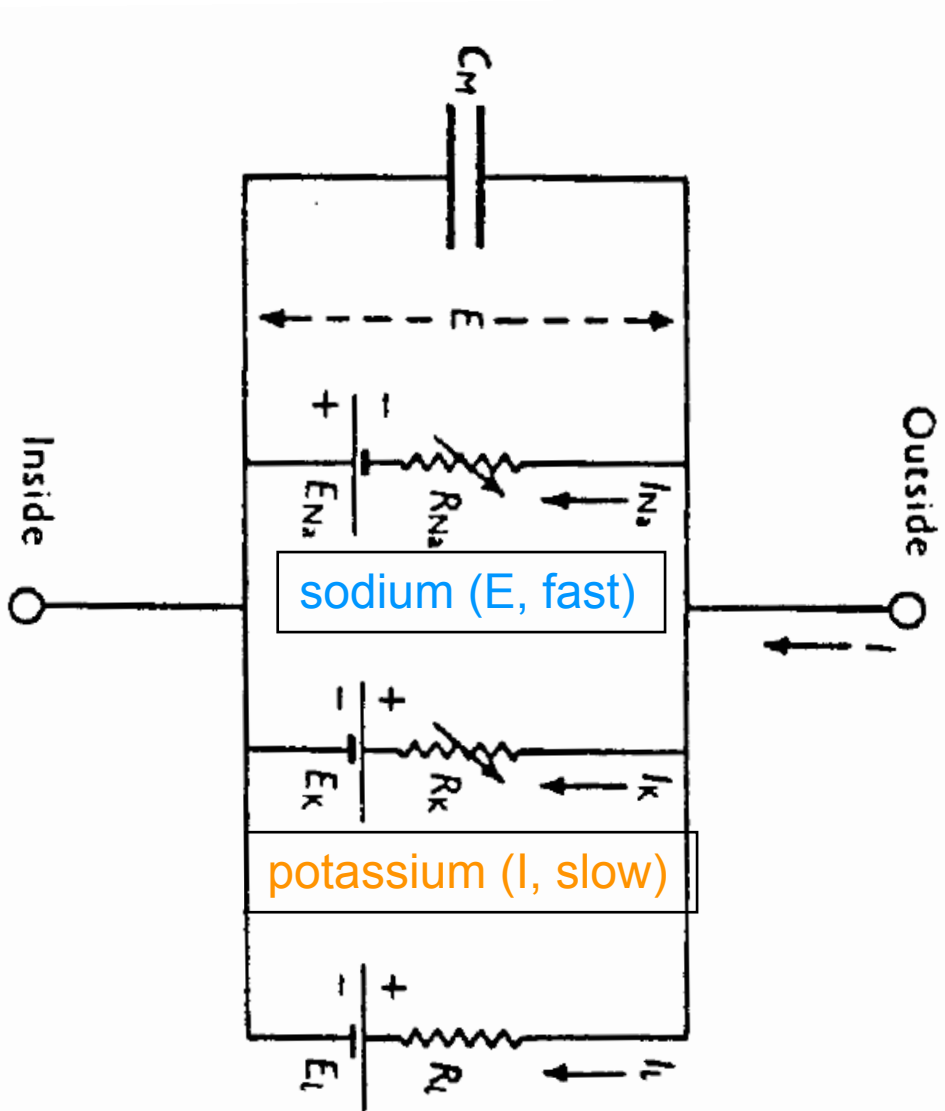 C_M
E
+ -
E_Na
R_Na
I_Na
Outside
Inside
I
sodium (E, fast)
- +
E_K
R_K
I_K
potassium (I, slow)
- +
E_l
R_l
I_l